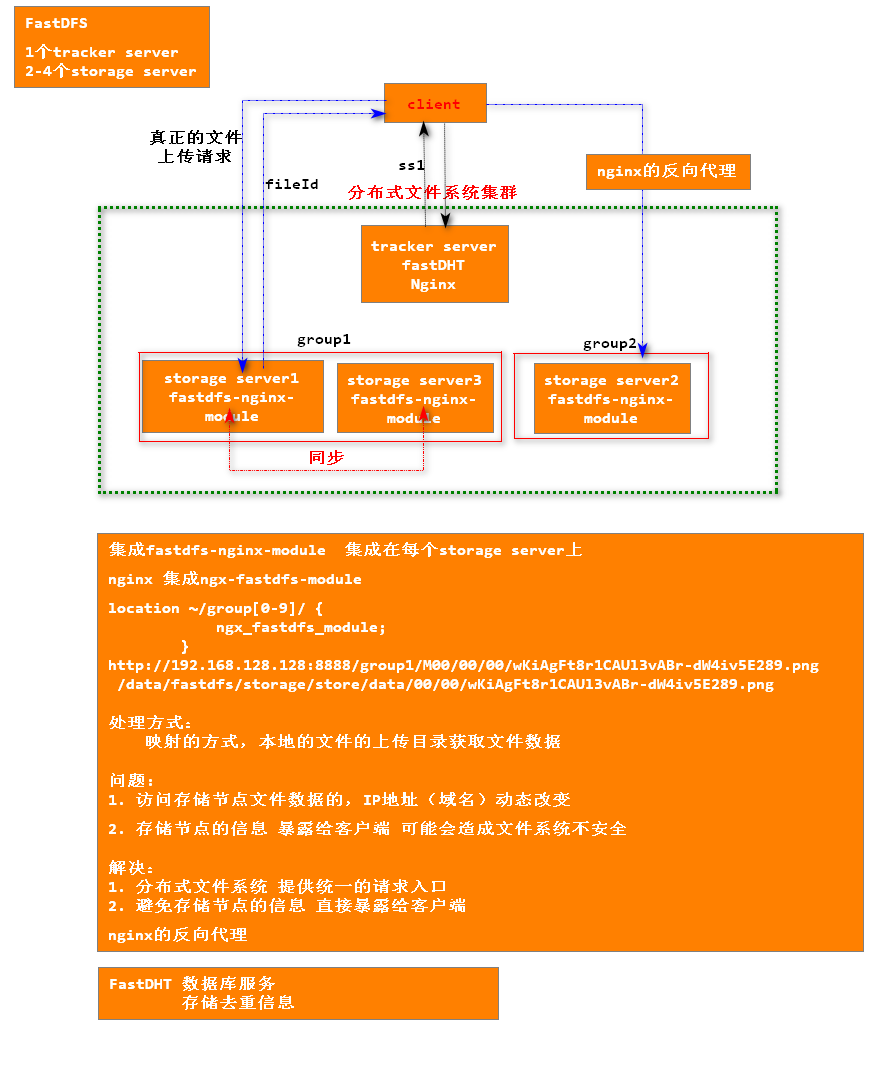 FastDFS
1个tracker server
2-4个storage server
client
真正的文件
上传请求
ss1
nginx的反向代理
fileId
分布式文件系统集群
tracker server
fastDHT
Nginx
group1
group2
storage server1
fastdfs-nginx-
module
storage server3
fastdfs-nginx-
module
storage server2
fastdfs-nginx-
module
同步
集成fastdfs-nginx-module  集成在每个storage server上
nginx 集成ngx-fastdfs-module
location ~/group[0-9]/ {
ngx_fastdfs_module;
}
http://192.168.128.128:8888/group1/M00/00/00/wKiAgFt8r1CAUl3vABr-dW4iv5E289.png
/data/fastdfs/storage/store/data/00/00/wKiAgFt8r1CAUl3vABr-dW4iv5E289.png
处理方式：
映射的方式，本地的文件的上传目录获取文件数据
问题：
1. 访问存储节点文件数据的，IP地址（域名）动态改变
2. 存储节点的信息 暴露给客户端 可能会造成文件系统不安全
解决：
1. 分布式文件系统 提供统一的请求入口
2. 避免存储节点的信息 直接暴露给客户端
nginx的反向代理
FastDHT 数据库服务
存储去重信息